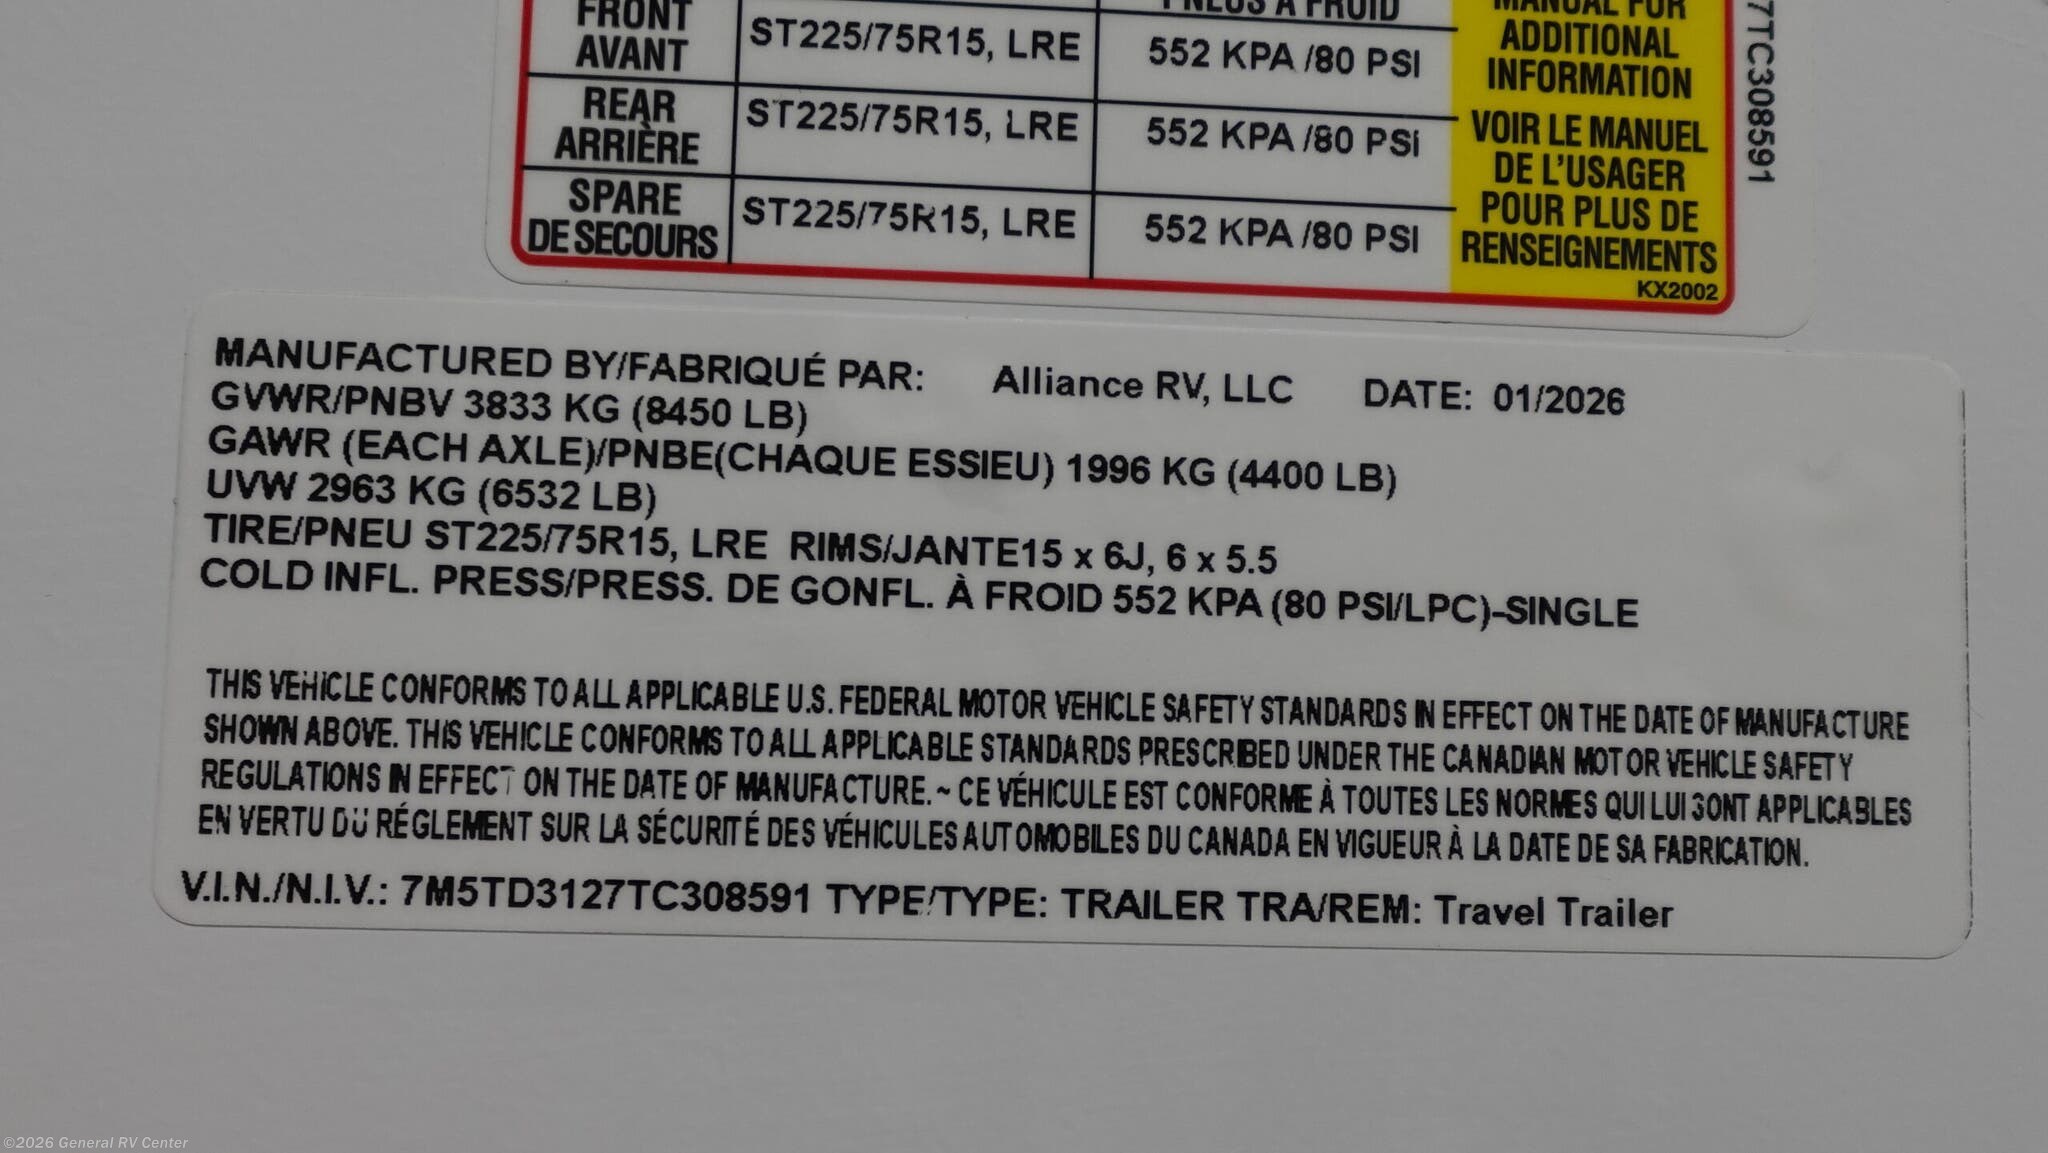 FRONT
AVANT
ST225/75R15, LRE
PNEUS À FROID
552 KPA /80 PSI
REAR
ARRIÈRE
ST225/75R15, LRE
552 KPA /80 PSI
SPARE
DE SECOURS
ST225/75R15, LRE
552 KPA /80 PSI
MANUAL FOR
ADDITIONAL
INFORMATION
VOIR LE MANUEL
DE L'USAGER
POUR PLUS DE
RENSEIGNEMENTS
KX2002
7TC308591
MANUFACTURED BY/FABRIQUÉ PAR: Alliance RV, LLC DATE: 01/2026
GVWR/PNBV 3833 KG (8450 LB)
GAWR (EACH AXLE)/PNBE(CHAQUE ESSIEU) 1996 KG (4400 LB)
UVW 2963 KG (6532 LB)
TIRE/PNEU ST225/75R15, LRE RIMS/JANTE15 x 6J, 6 x 5.5
COLD INFL. PRESS/PRESS. DE GONFL. À FROID 552 KPA (80 PSI/LPC)-SINGLE
THIS VEHICLE CONFORMS TO ALL APPLICABLE U.S. FEDERAL MOTOR VEHICLE SAFETY STANDARDS IN EFFECT ON THE DATE OF MANUFACTURE
SHOWN ABOVE. THIS VEHICLE CONFORMS TO ALL APPLICABLE STANDARDS PRESCRIBED UNDER THE CANADIAN MOTOR VEHICLE SAFETY
REGULATIONS IN EFFECT ON THE DATE OF MANUFACTURE. ~ CE VÉHICULE EST CONFORME À TOUTES LES NORMES QUI LUI SONT APPLICABLES
EN VERTU DU RÉGLEMENT SUR LA SÉCURITÉ DES VÉHICULES AUTOMOBILES DU CANADA EN VIGUEUR À LA DATE DE SA FABRICATION.
V.I.N./N.I.V.: 7M5TD3127TC308591 TYPE/TYPE: TRAILER TRA/REM: Travel Trailer
©2026 General RV Center